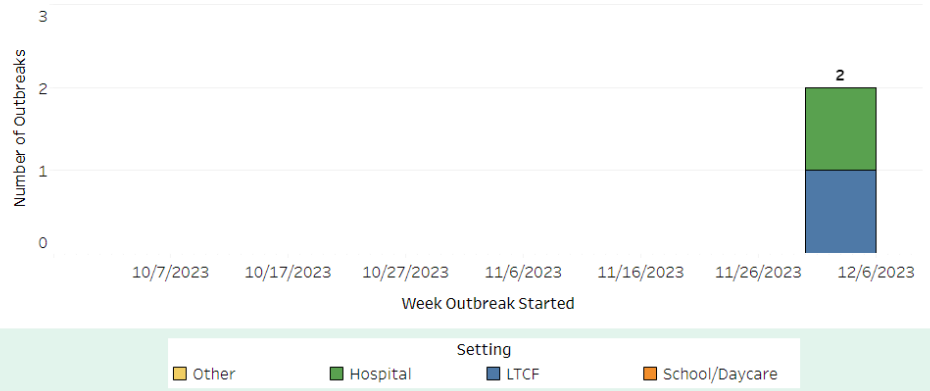 3
2
2
1
0
Number of Outbreaks
10/7/2023 10/17/2023 10/27/2023 11/6/2023 11/16/2023 11/26/2023 12/6/2023
Week Outbreak Started
Setting
Other Hospital LTCF School/Daycare